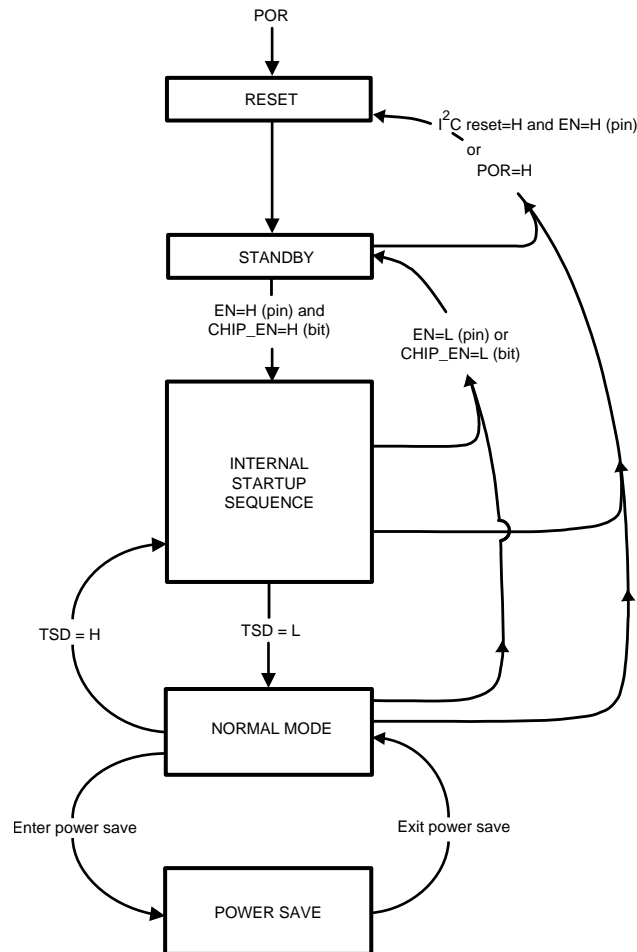 POR
RESET
I²C reset=H and EN=H (pin)
or
POR=H
STANDBY
EN=H (pin) and
CHIP_EN=H (bit)
EN=L (pin) or
CHIP_EN=L (bit)
INTERNAL
STARTUP
SEQUENCE
TSD = H
TSD = L
NORMAL MODE
Enter power save
Exit power save
POWER SAVE